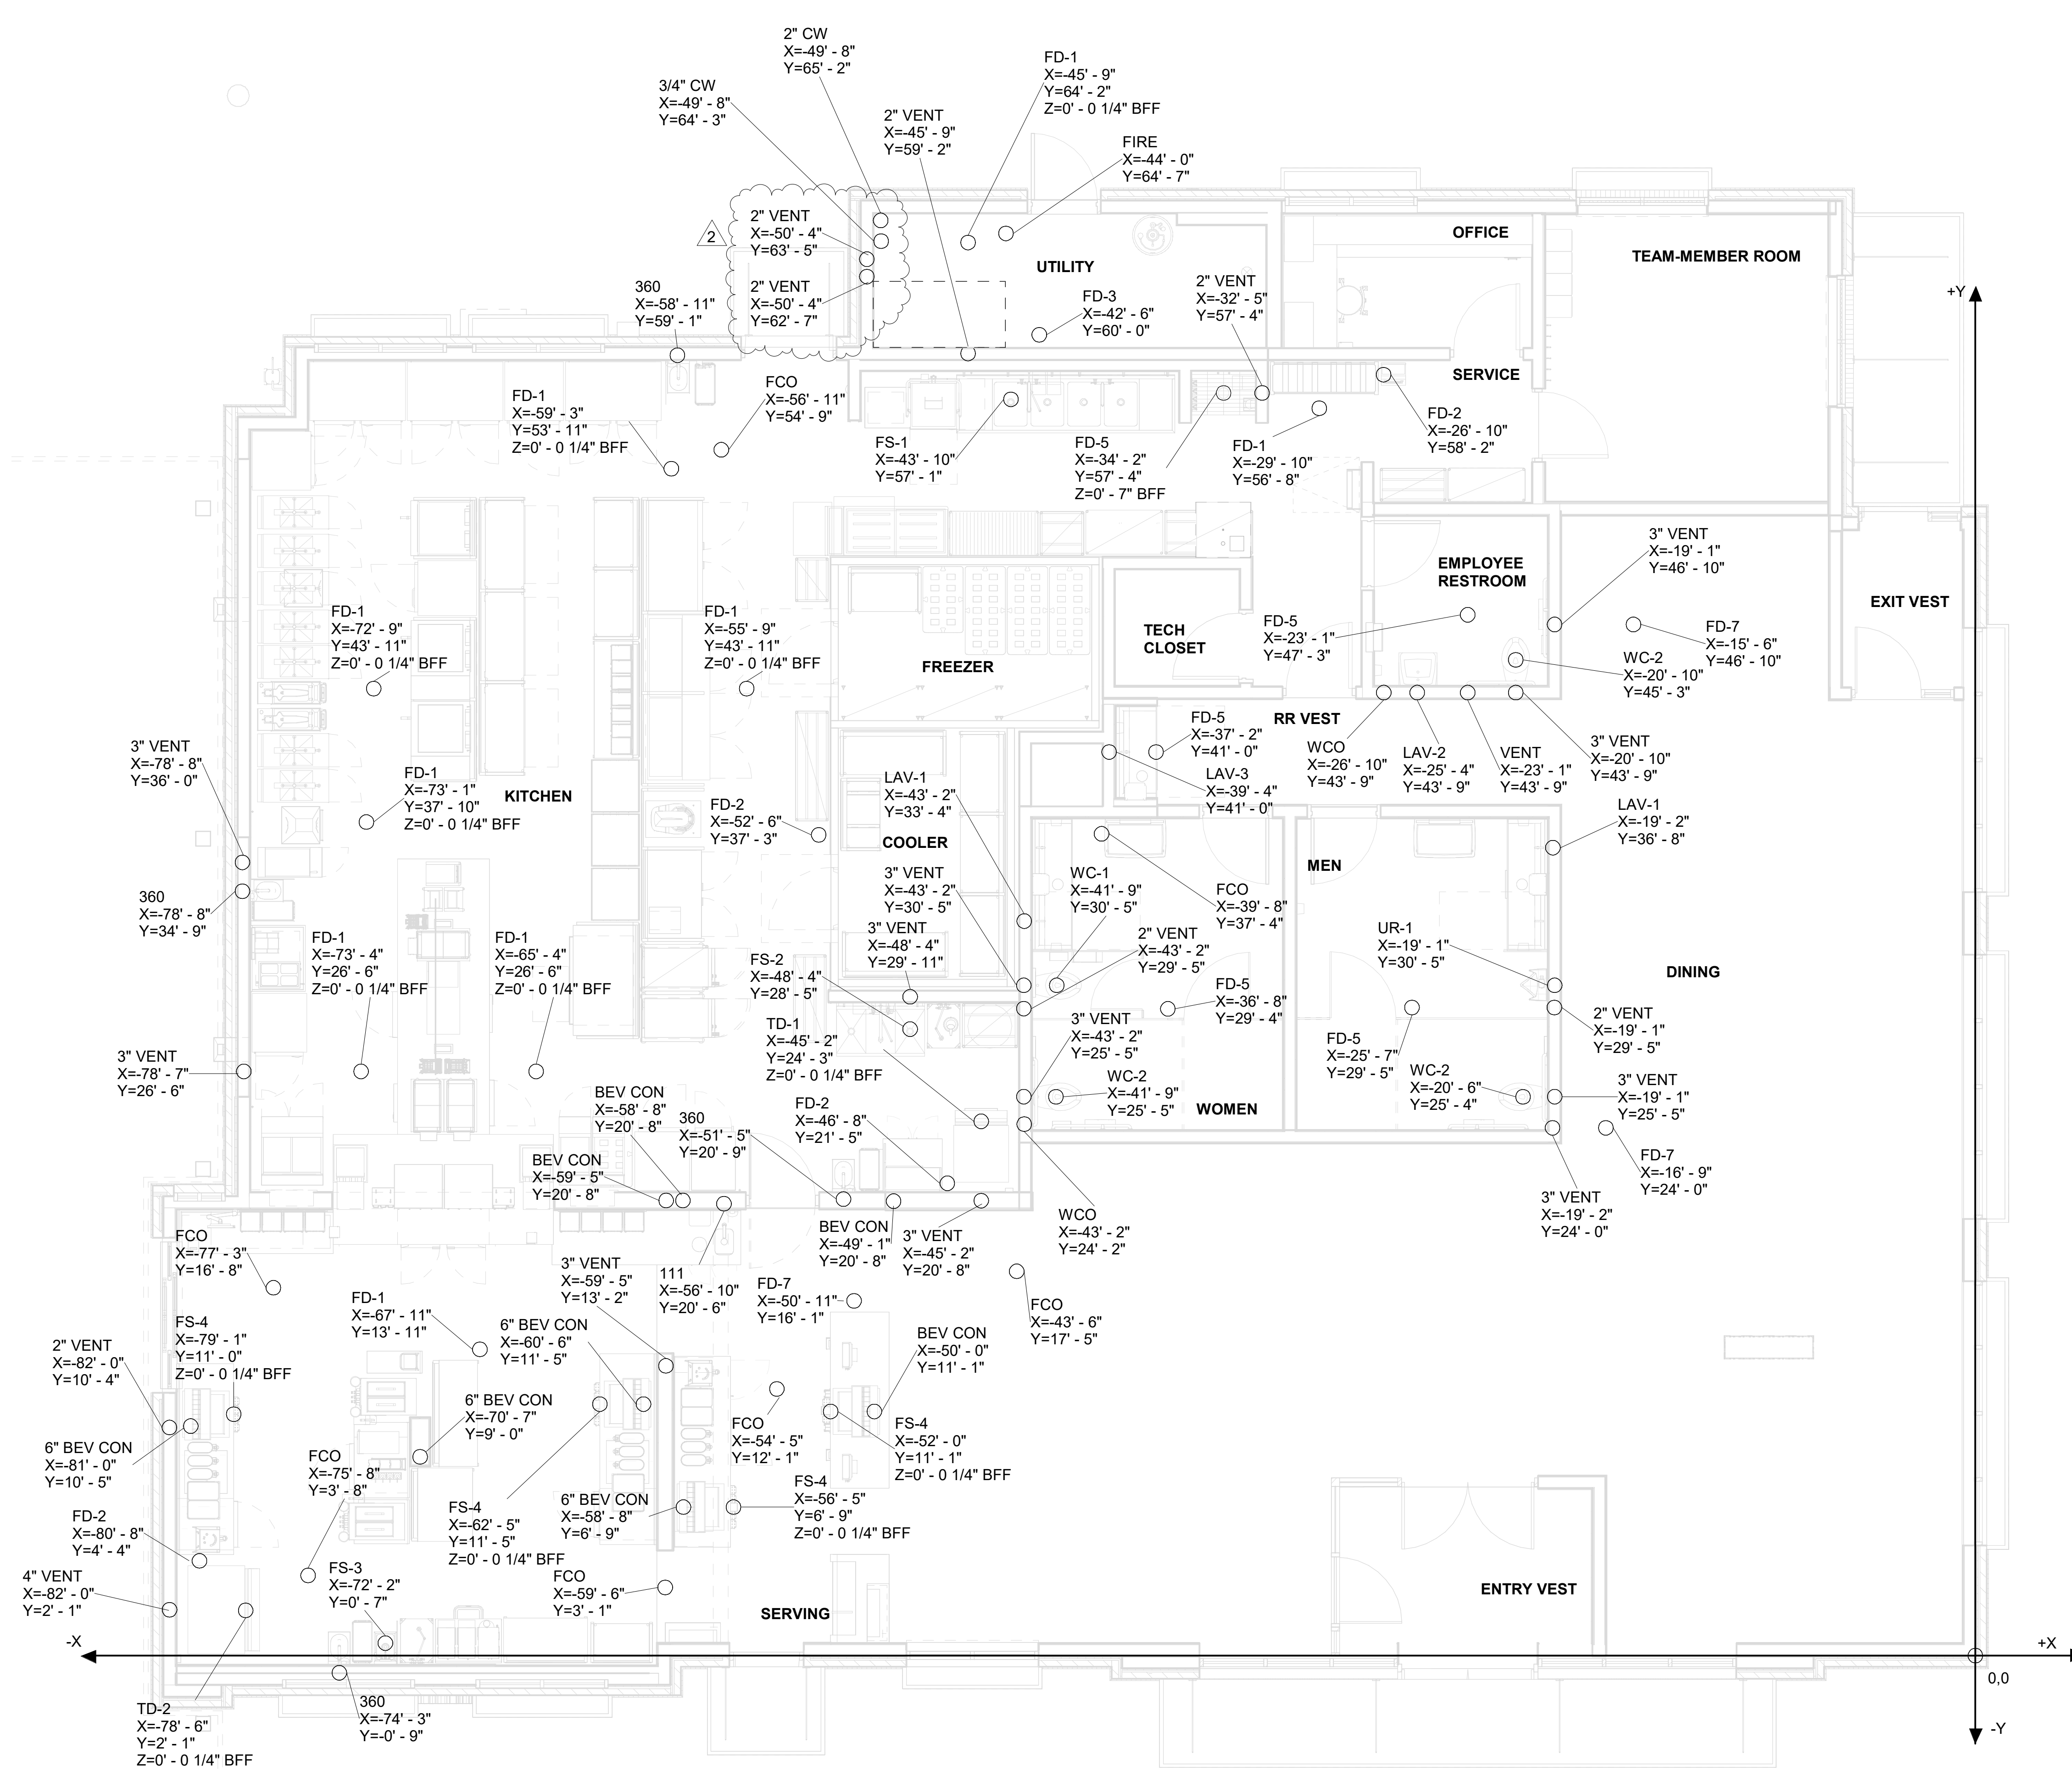 2" CW
X=-49' - 8"
Y=65' - 2"
FD-1
X=-45' - 9"
Y=64' - 2"
Z=0' - 0 1/4" BFF
3/4" CW
X=-49' - 8"
Y=64' - 3"
2" VENT
X=-45' - 9"
Y=59' - 2"
FIRE
X=-44' - 0"
Y=64' - 7"
2
2" VENT
X=-50' - 4"
Y=63' - 5"
2" VENT
X=-50' - 4"
Y=62' - 7"
UTILITY
OFFICE
TEAM-MEMBER ROOM
360
X=-58' - 11"
Y=59' - 1"
FD-3
X=-42' - 6"
Y=60' - 0"
2" VENT
X=-32' - 5"
Y=57' - 4"
+Y
SERVICE
FD-1
X=-59' - 3"
Y=53' - 11"
Z=0' - 0 1/4" BFF
FCO
X=-56' - 11"
Y=54' - 9"
FS-1
X=-43' - 10"
Y=57' - 1"
FD-5
X=-34' - 2"
Y=57' - 4"
Z=0' - 7" BFF
FD-1
X=-29' - 10"
Y=56' - 8"
FD-2
X=-26' - 10"
Y=58' - 2"
3" VENT
X=-19' - 1"
Y=46' - 10"
EMPLOYEE
RESTROOM
EXIT VEST
FD-1
X=-72' - 9"
Y=43' - 11"
Z=0' - 0 1/4" BFF
FD-1
X=-55' - 9"
Y=43' - 11"
Z=0' - 0 1/4" BFF
FREEZER
TECH
CLOSET
FD-5
X=-23' - 1"
Y=47' - 3"
FD-7
X=-15' - 6"
Y=46' - 10"
WC-2
X=-20' - 10"
Y=45' - 3"
RR VEST
FD-5
X=-37' - 2"
Y=41' - 0"
WCO
X=-26' - 10"
Y=43' - 9"
LAV-2
X=-25' - 4"
Y=43' - 9"
VENT
X=-23' - 1"
Y=43' - 9"
3" VENT
X=-20' - 10"
Y=43' - 9"
3" VENT
X=-78' - 8"
Y=36' - 0"
FD-1
X=-73' - 1"
Y=37' - 10"
Z=0' - 0 1/4" BFF
KITCHEN
FD-2
X=-52' - 6"
Y=37' - 3"
LAV-1
X=-43' - 2"
Y=33' - 4"
COOLER
LAV-3
X=-39' - 4"
Y=41' - 0"
LAV-1
X=-19' - 2"
Y=36' - 8"
MEN
360
X=-78' - 8"
Y=34' - 9"
3" VENT
X=-43' - 2"
Y=30' - 5"
WC-1
X=-41' - 9"
Y=30' - 5"
FCO
X=-39' - 8"
Y=37' - 4"
FD-1
X=-73' - 4"
Y=26' - 6"
Z=0' - 0 1/4" BFF
FD-1
X=-65' - 4"
Y=26' - 6"
Z=0' - 0 1/4" BFF
3" VENT
X=-48' - 4"
Y=29' - 11"
FS-2
X=-48' - 4"
Y=28' - 5"
2" VENT
X=-43' - 2"
Y=29' - 5"
UR-1
X=-19' - 1"
Y=30' - 5"
DINING
FD-5
X=-36' - 8"
Y=29' - 4"
TD-1
X=-45' - 2"
Y=24' - 3"
Z=0' - 0 1/4" BFF
3" VENT
X=-43' - 2"
Y=25' - 5"
2" VENT
X=-19' - 1"
Y=29' - 5"
FD-5
X=-25' - 7"
Y=29' - 5"
3" VENT
X=-78' - 7"
Y=26' - 6"
WC-2
X=-41' - 9"
Y=25' - 5"
WC-2
X=-20' - 6"
Y=25' - 4"
3" VENT
X=-19' - 1"
Y=25' - 5"
WOMEN
BEV CON
X=-58' - 8"
Y=20' - 8"
360
X=-51' - 5"
Y=20' - 9"
FD-2
X=-46' - 8"
Y=21' - 5"
BEV CON
X=-59' - 5"
Y=20' - 8"
FD-7
X=-16' - 9"
Y=24' - 0"
3" VENT
X=-19' - 2"
Y=24' - 0"
BEV CON
X=-49' - 1"
Y=20' - 8"
3" VENT
X=-45' - 2"
Y=20' - 8"
WCO
X=-43' - 2"
Y=24' - 2"
FCO
X=-77' - 3"
Y=16' - 8"
3" VENT
X=-59' - 5"
Y=13' - 2"
111
X=-56' - 10"
Y=20' - 6"
FD-7
X=-50' - 11"
Y=16' - 1"
FCO
X=-43' - 6"
Y=17' - 5"
FD-1
X=-67' - 11"
Y=13' - 11"
FS-4
X=-79' - 1"
Y=11' - 0"
Z=0' - 0 1/4" BFF
6" BEV CON
X=-60' - 6"
Y=11' - 5"
BEV CON
X=-50' - 0"
Y=11' - 1"
2" VENT
X=-82' - 0"
Y=10' - 4"
6" BEV CON
X=-70' - 7"
Y=9' - 0"
FCO
X=-54' - 5"
Y=12' - 1"
FS-4
X=-52' - 0"
Y=11' - 1"
Z=0' - 0 1/4" BFF
6" BEV CON
X=-81' - 0"
Y=10' - 5"
FCO
X=-75' - 8"
Y=3' - 8"
FS-4
X=-62' - 5"
Y=11' - 5"
Z=0' - 0 1/4" BFF
6" BEV CON
X=-58' - 8"
Y=6' - 9"
FS-4
X=-56' - 5"
Y=6' - 9"
Z=0' - 0 1/4" BFF
FD-2
X=-80' - 8"
Y=4' - 4"
4" VENT
X=-82' - 0"
Y=2' - 1"
FS-3
X=-72' - 2"
Y=0' - 7"
FCO
X=-59' - 6"
Y=3' - 1"
SERVING
ENTRY VEST
-X
+X
0,0
TD-2
X=-78' - 6"
Y=2' - 1"
Z=0' - 0 1/4" BFF
360
X=-74' - 3"
Y=-0' - 9"
-Y